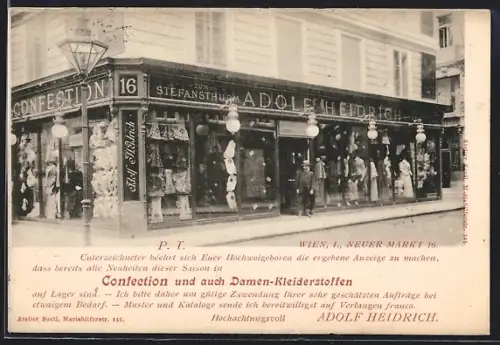 CONFECTION
16
ZUM
STEFANSTHURM
ADOLF HEIDRICH
Adolf Heidrich
P. T.
WIEN, I., NEUER MARKT 16.
Unterzeichneter beehrt sich Euer Hochwolgeboren die ergebene Anzeige zu machen,
dass bereits alle Neuheiten dieser Saison in
Confection und auch Damen-Kleiderstoffen
auf Lager sind. — Ich bitte daher um gütige Zuwendung Ihrer sehr geschätzten Aufträge bei
etwaigem Bedarf. — Muster und Kataloge sende ich bereitwilligst auf Verlangen franco.
Hochachtungsvoll
ADOLF HEIDRICH.
Atelier Sostl, Mariahilferstr. 141.